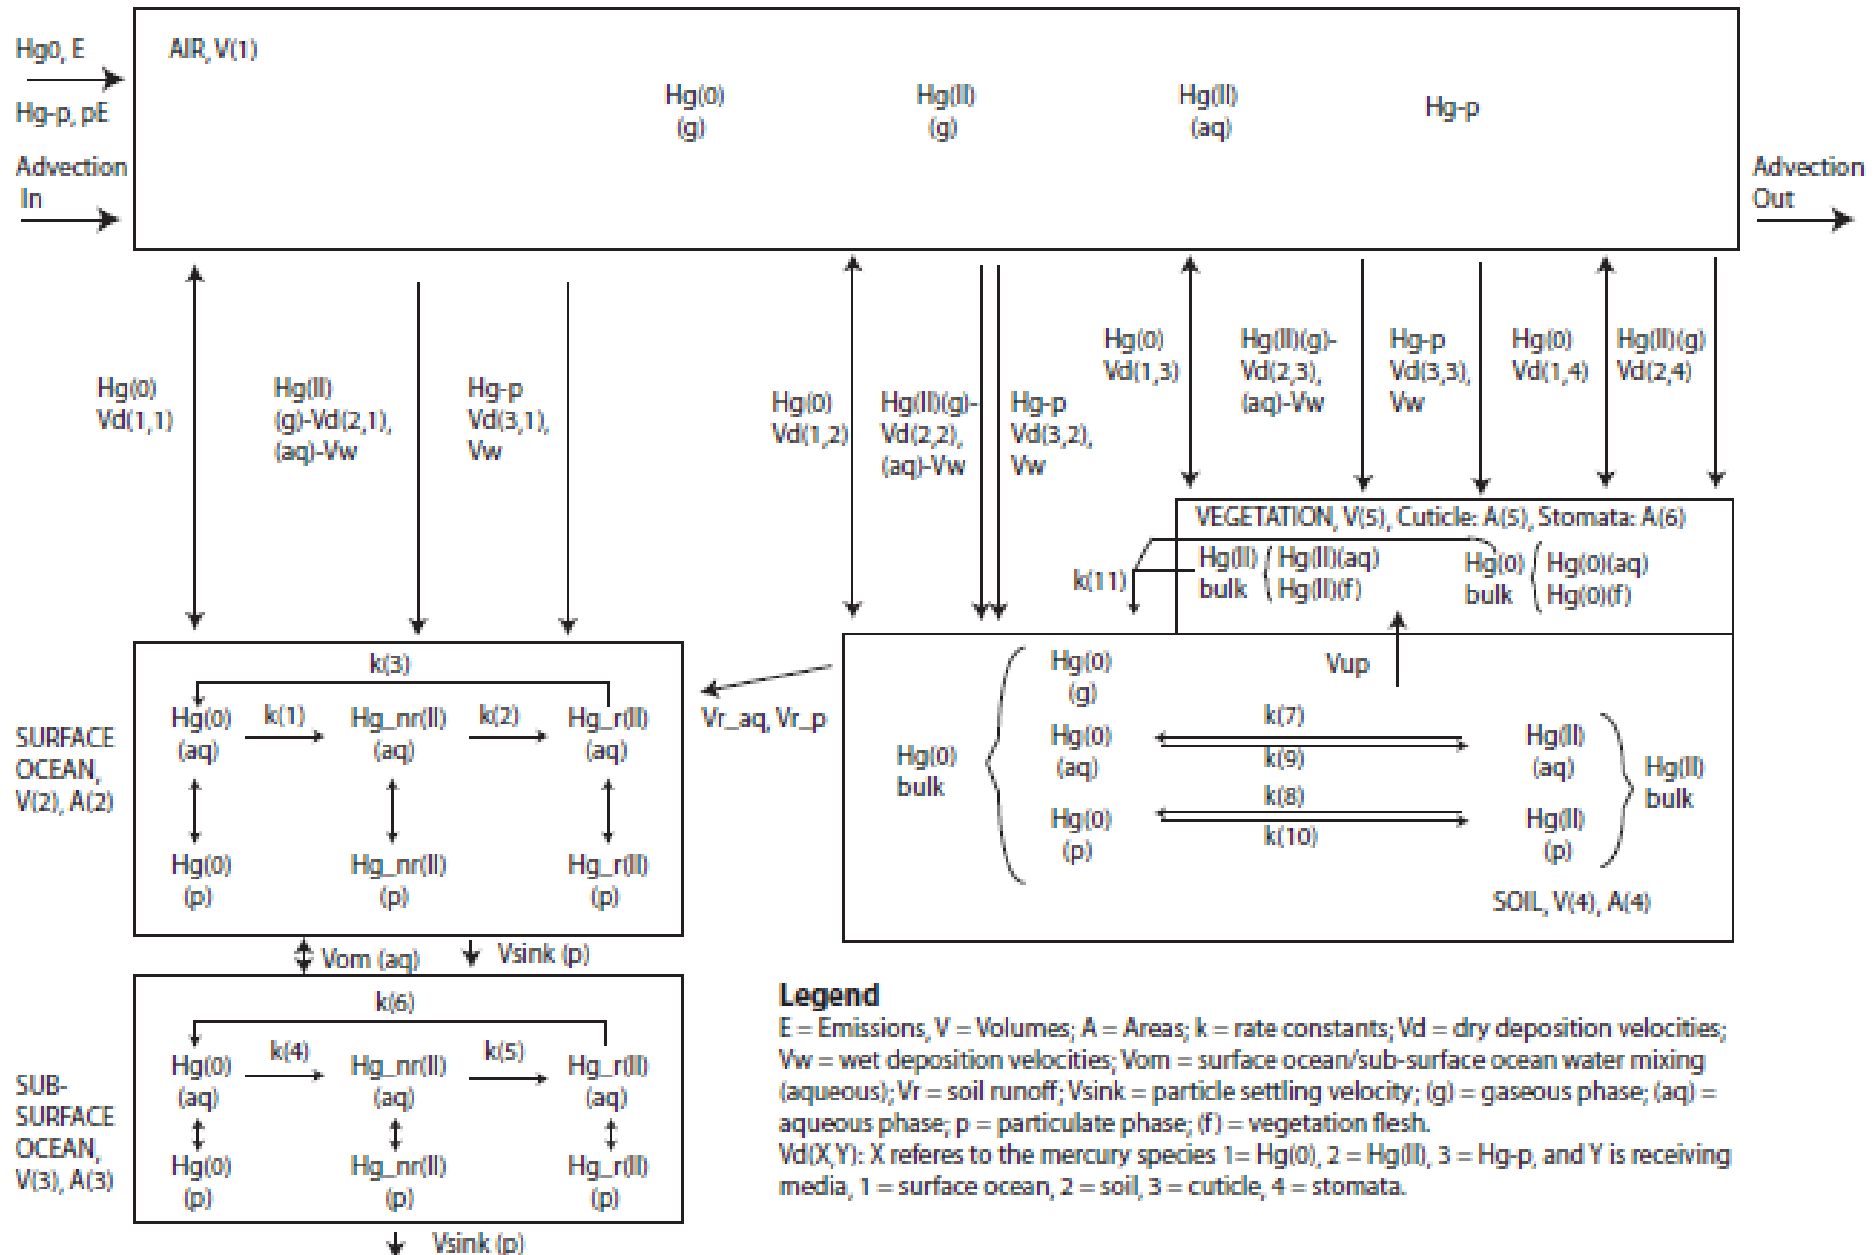 Hg0, E
Hg-p, pE
Advection
In
AIR, V(1)
Hg(0)
(g)
Hg(II)
(g)
Hg(II)
(aq)
Hg-p
Advection
Out
Hg(0)
Vd(1,1)
Hg(II)
(g)-Vd(2,1),
(aq)-Vw
Hg-p
Vd(3,1),
Vw
Hg(0)
Vd(1,2)
Hg(II)(g)-
Vd(2,2),
(aq)-Vw
Hg-p
Vd(3,2),
Vw
Hg(0)
Vd(1,3)
Hg(II)(g)-
Vd(2,3),
(aq)-Vw
Hg-p
Vd(3,3),
Vw
Hg(0)
Vd(1,4)
Hg(II)(g)
Vd(2,4)
VEGETATION, V(5), Cuticle: A(5), Stomata: A(6)
k(11)
Hg(II)
bulk
Hg(II)(aq)
Hg(II)(f)
Hg(0)
bulk
Hg(0)(aq)
Hg(0)(f)
Vup
SURFACE
OCEAN,
V(2), A(2)
k(3)
Hg(0)
(aq)
k(1)
Hg_nr(II)
(aq)
k(2)
Hg_r(II)
(aq)
Hg(0)
(p)
Hg_nr(II)
(p)
Hg_r(II)
(p)
Vr_aq, Vr_p
Hg(0)
bulk
Hg(0)
(g)
Hg(0)
(aq)
Hg(0)
(p)
k(7)
k(9)
k(8)
k(10)
Hg(II)
(aq)
Hg(II)
(p)
Hg(II)
bulk
SOIL, V(4), A(4)
Vom (aq)
Vsink (p)
SUB-
SURFACE
OCEAN,
V(3), A(3)
k(6)
Hg(0)
(aq)
k(4)
Hg_nr(II)
(aq)
k(5)
Hg_r(II)
(aq)
Hg(0)
(p)
Hg_nr(II)
(p)
Hg_r(II)
(p)
Vsink (p)
Legend
E = Emissions, V = Volumes; A = Areas; k = rate constants; Vd = dry deposition velocities;
Vw = wet deposition velocities; Vom = surface ocean/sub-surface ocean water mixing
(aqueous); Vr = soil runoff; Vsink = particle settling velocity; (g) = gaseous phase; (aq) =
aqueous phase; p = particulate phase; (f) = vegetation flesh.
Vd(X,Y): X referes to the mercury species 1= Hg(0), 2 = Hg(II), 3 = Hg-p, and Y is receiving
media, 1 = surface ocean, 2 = soil, 3 = cuticle, 4 = stomata.